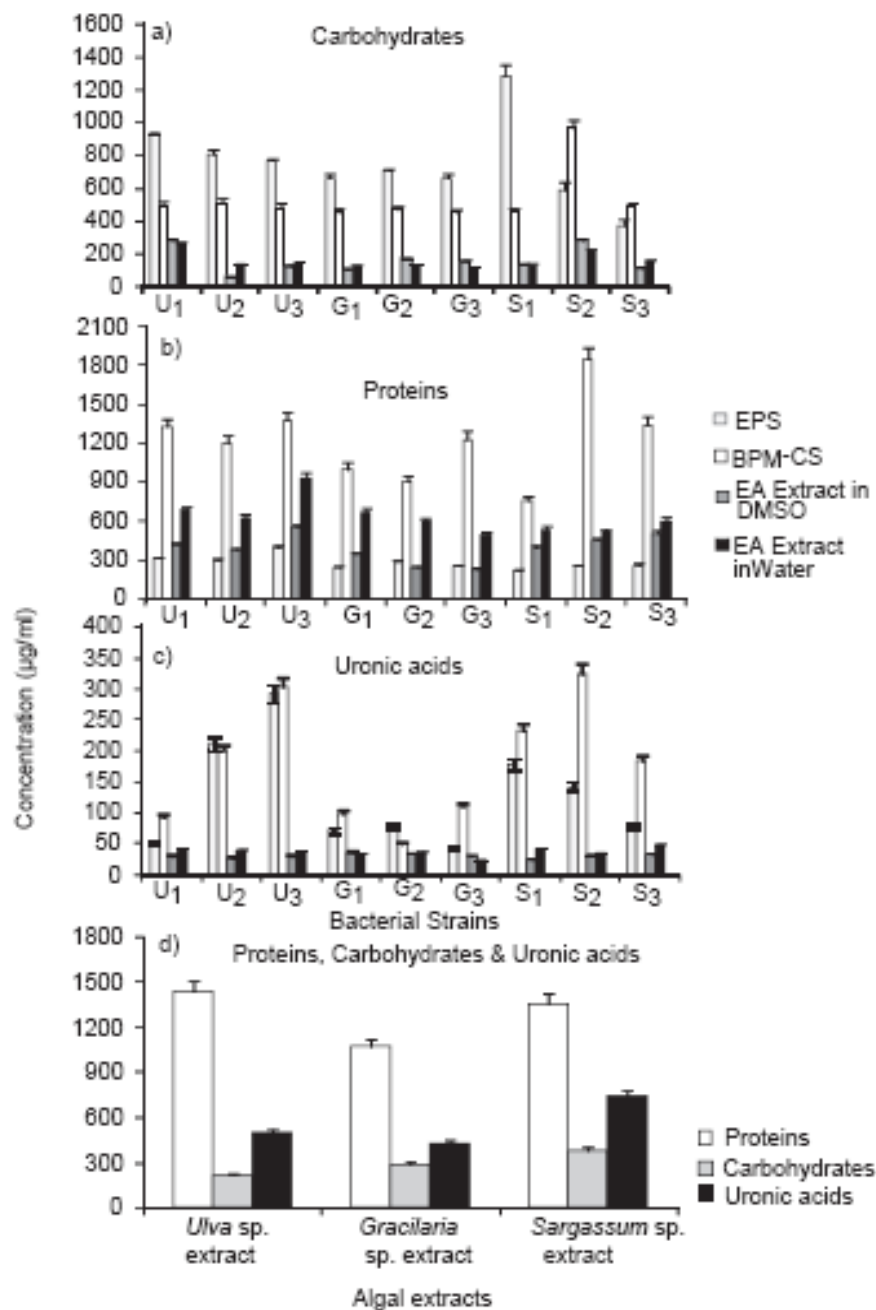 a) Carbohydrates
1600
1400
1200
1000
800
600
400
200
0
U1 U2 U3 G1 G2 G3 S1 S2 S3
b) Proteins
2100
1800
1500
1200
900
600
300
0
U1 U2 U3 G1 G2 G3 S1 S2 S3
EPS
BPM-CS
EA Extract in
DMSO
EA Extract
inWater
Concentration (µg/ml)
c) Uronic acids
400
350
300
250
200
150
100
50
0
U1 U2 U3 G1 G2 G3 S1 S2 S3
Bacterial Strains
d) Proteins, Carbohydrates & Uronic acids
1800
1500
1200
900
600
300
0
Proteins
Carbohydrates
Uronic acids
Ulva sp.
extract
Gracilaria
sp. extract
Sargassum sp.
extract
Algal extracts